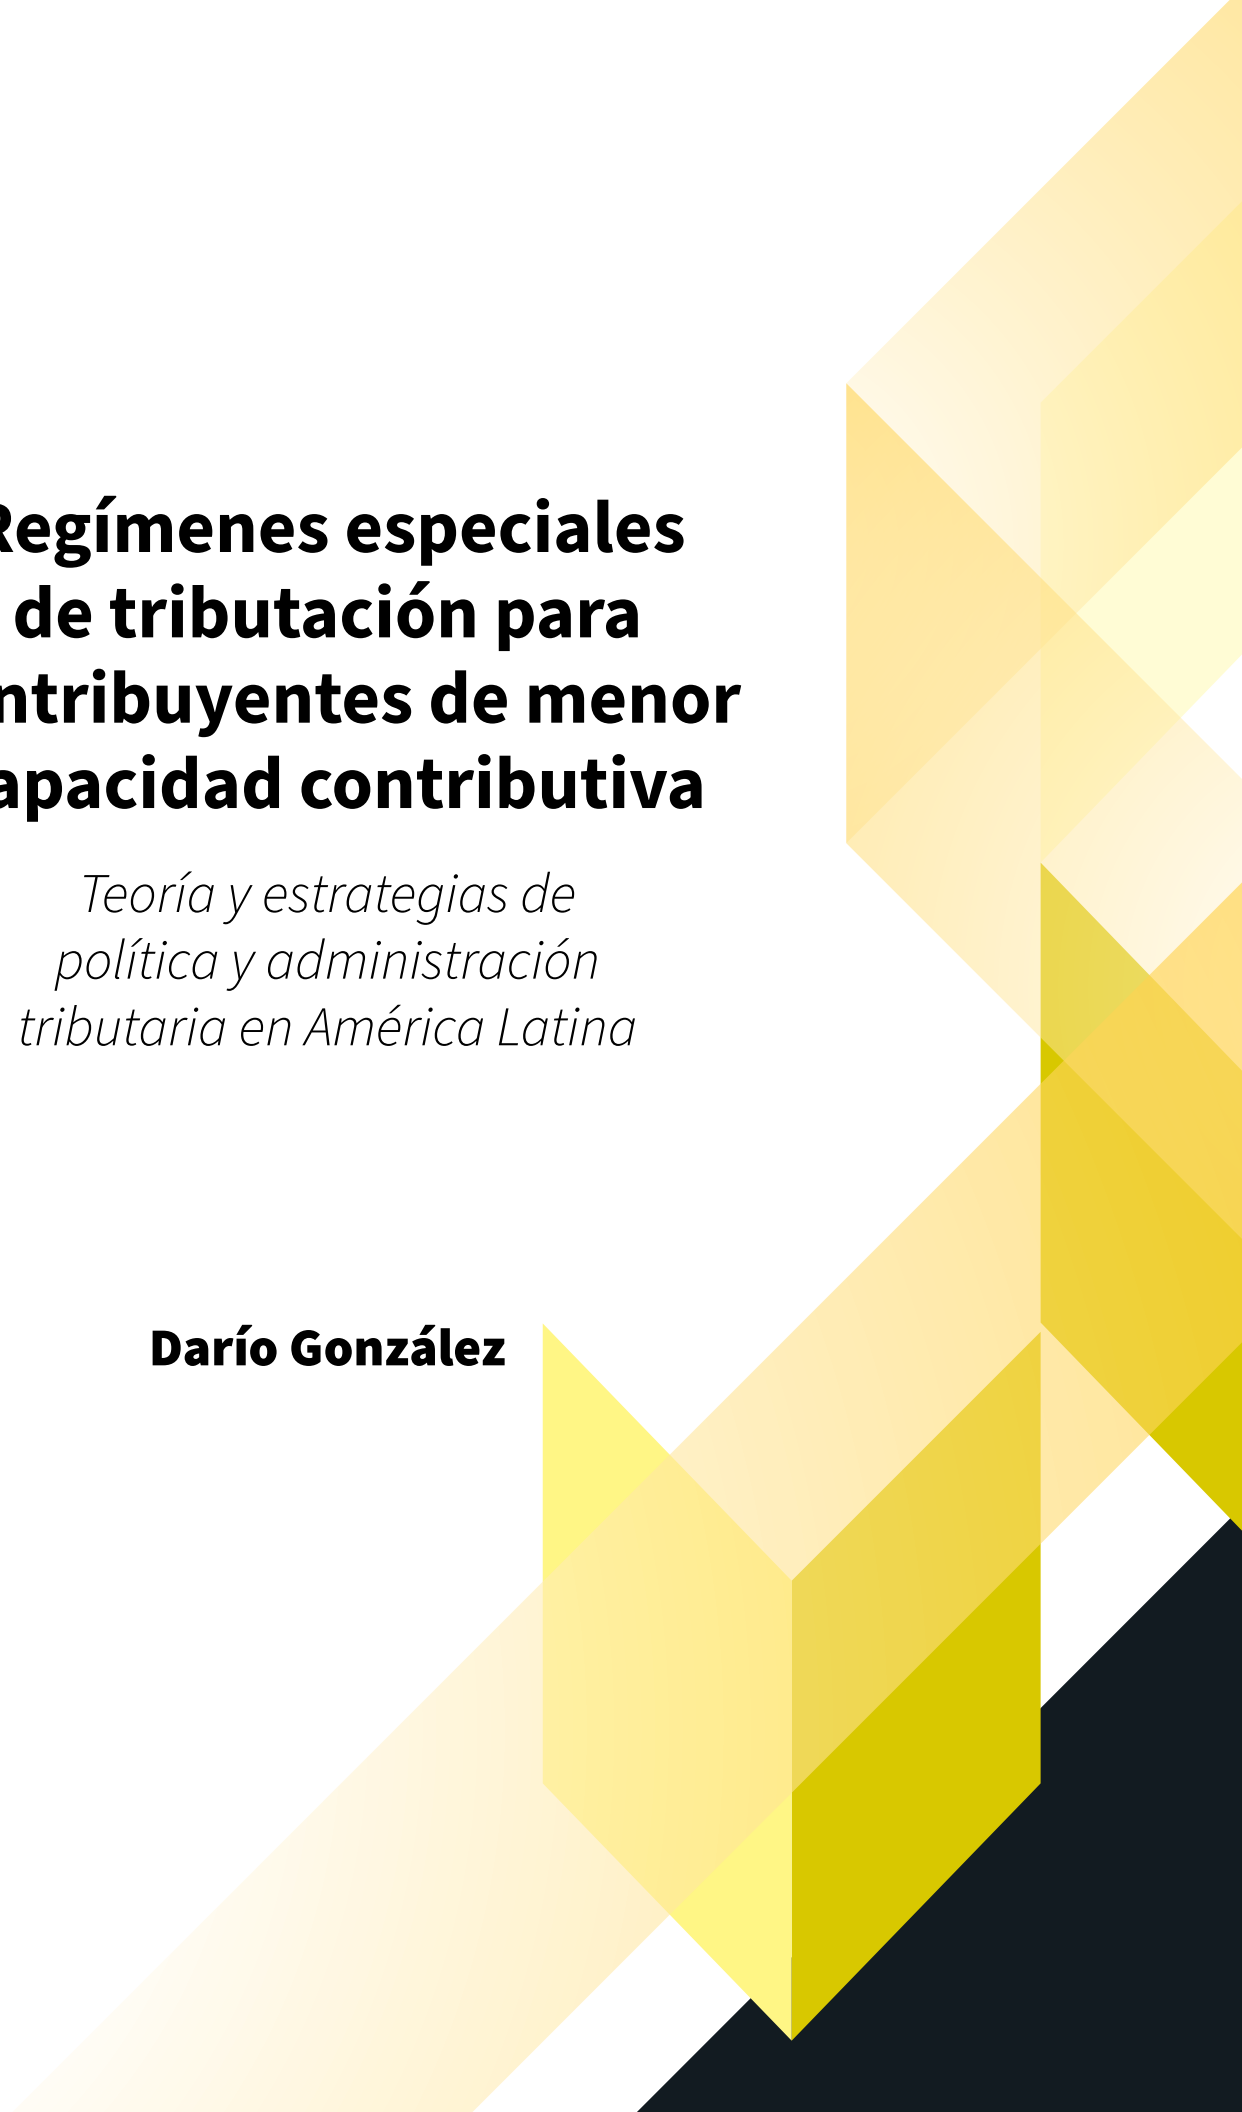 Regímenes especiales
de tributación para
ntribuyentes de menor
apacidad contributiva
Teoría y estrategias de
política y administración
tributaria en América Latina
Darío González